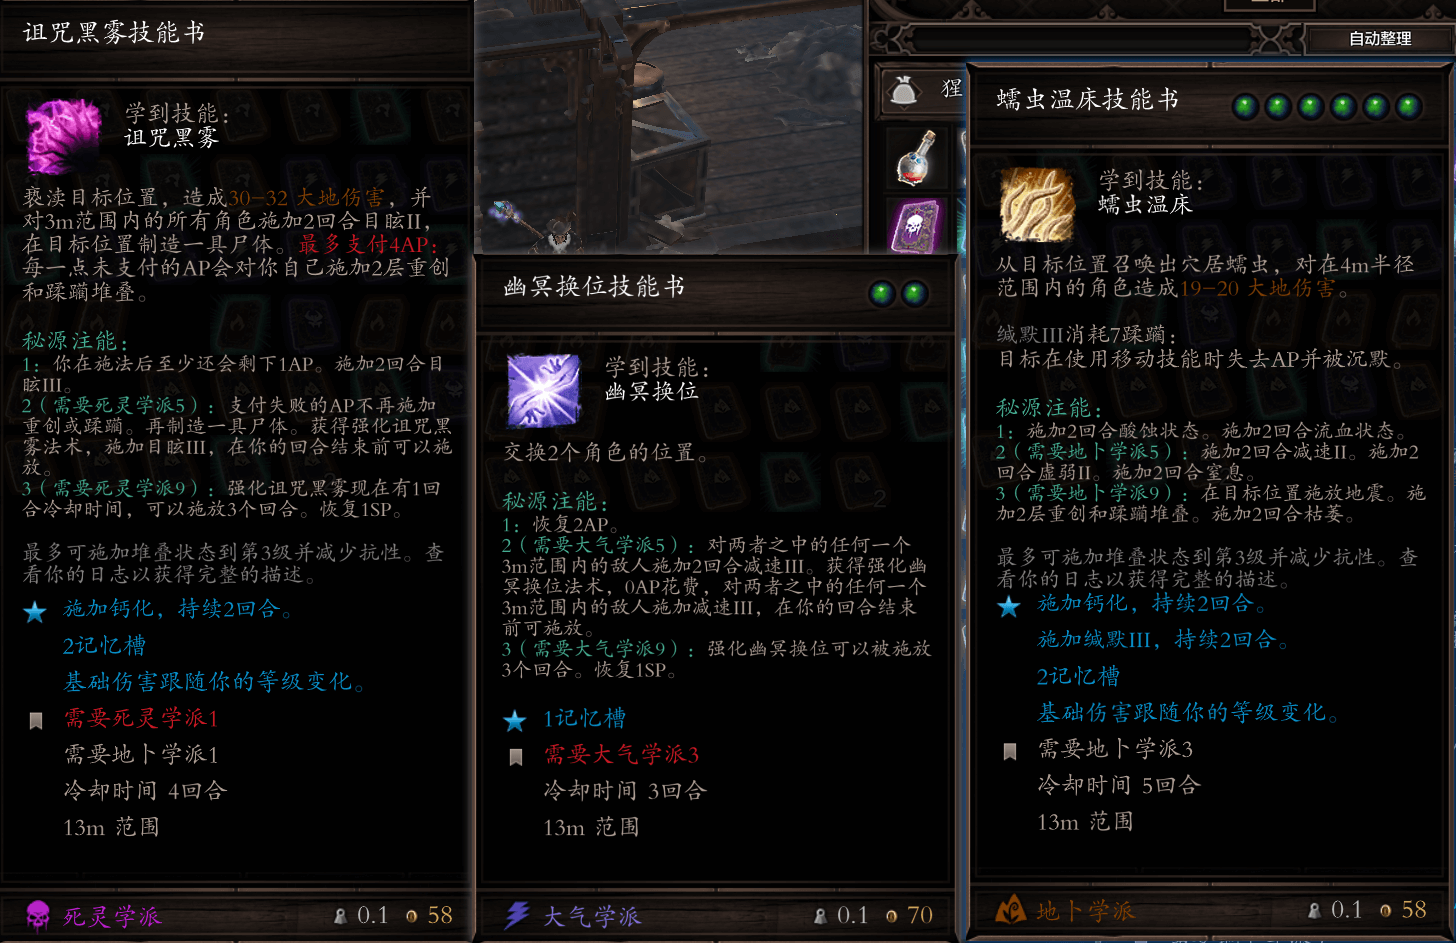 诅咒黑雾技能书
学到技能：
诅咒黑雾
亵渎目标位置，造成30-32 大地伤害，并
对3m范围内的所有角色施加2回合目眩II，
在目标位置制造一具尸体。最多支付4AP：
每一点未支付的AP会对你自己施加2层重创
和蹂躏堆叠。
秘源注能：
1：你在施法后至少还会剩下1AP。施加2回合目
眩III。
2（需要死灵学派5）：支付失败的AP不再施加
重创或蹂躏。再制造一具尸体。获得强化诅咒黑
雾法术，施加目眩III，在你的回合结束前可以施
放。
3（需要死灵学派9）：强化诅咒黑雾现在有1回
合冷却时间，可以施放3个回合。恢复1SP。
最多可施加堆叠状态到第3级并减少抗性。查
看你的日志以获得完整的描述。
施加钙化，持续2回合。
2记忆槽
基础伤害跟随你的等级变化。
需要死灵学派1
需要地卜学派1
冷却时间 4回合
13m 范围
死灵学派 0.1 58
幽冥换位技能书
学到技能：
幽冥换位
交换2个角色的位置。
秘源注能：
1：恢复2AP。
2（需要大气学派5）：对两者之中的任何一个
3m范围内的敌人施加2回合减速III。获得强化幽
冥换位法术，0AP花费，对两者之中的任何一个
3m范围内的敌人施加减速III，在你的回合结束
前可施放。
3（需要大气学派9）：强化幽冥换位可以被施放
3个回合。恢复1SP。
1记忆槽
需要大气学派3
冷却时间 3回合
13m 范围
大气学派 0.1 70
自动整理
猩
蠕虫温床技能书
学到技能：
蠕虫温床
从目标位置召唤出穴居蠕虫，对在4m半径
范围内的角色造成19-20 大地伤害。
缄默III消耗7蹂躏：
目标在使用移动技能时失去AP并被沉默。
秘源注能：
1：施加2回合酸蚀状态。施加2回合流血状态。
2（需要地卜学派5）：施加2回合减速II。施加2
回合虚弱II。施加2回合窒息。
3（需要地卜学派9）：在目标位置施放地震。施
加2层重创和蹂躏堆叠。施加2回合枯萎。
最多可施加堆叠状态到第3级并减少抗性。查
看你的日志以获得完整的描述。
施加钙化，持续2回合。
施加缄默III，持续2回合。
2记忆槽
基础伤害跟随你的等级变化。
需要地卜学派3
冷却时间 5回合
13m 范围
地卜学派 0.1 58